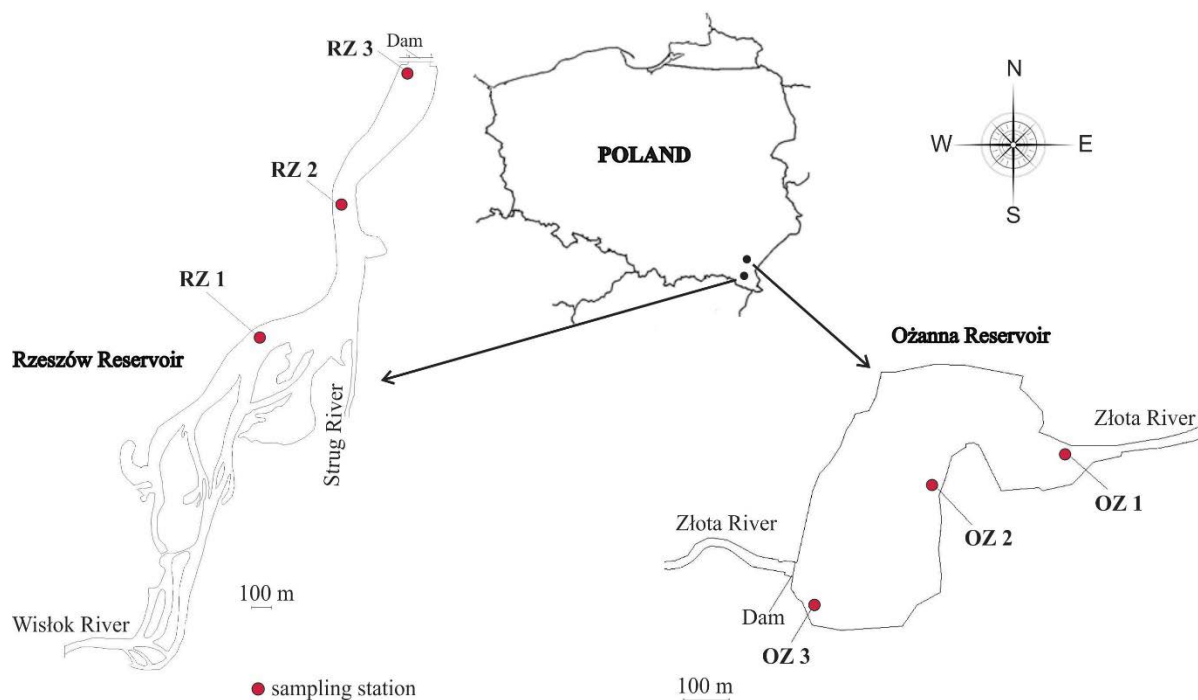 Dam
RZ 3
N
POLAND
W
E
RZ 2
S
RZ 1
Rzeszów Reservoir
Ożanna Reservoir
Strug River
Złota River
OZ 1
OZ 2
Złota River
100 m
Dam
Wisłok River
OZ 3
sampling station
100 m